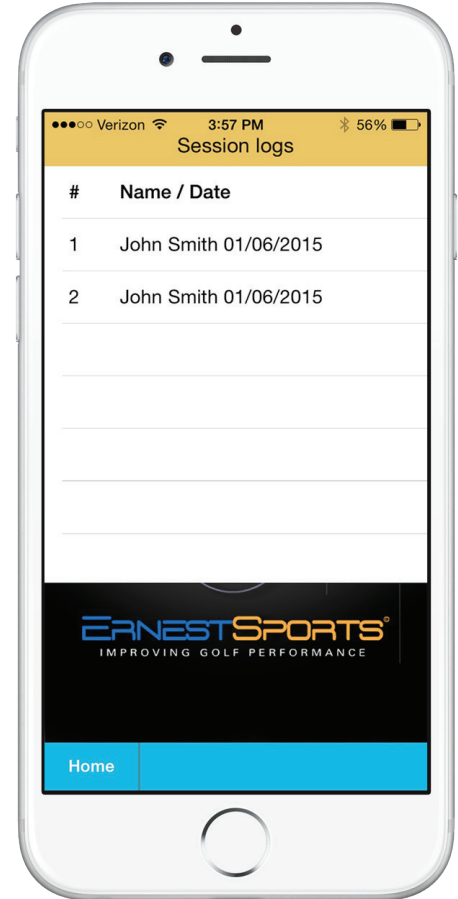 Verizon 3:57 PM 56%
Session logs
# Name / Date
1 John Smith 01/06/2015
2 John Smith 01/06/2015
ERNESTSPORTS©
IMPROVING GOLF PERFORMANCE
Home